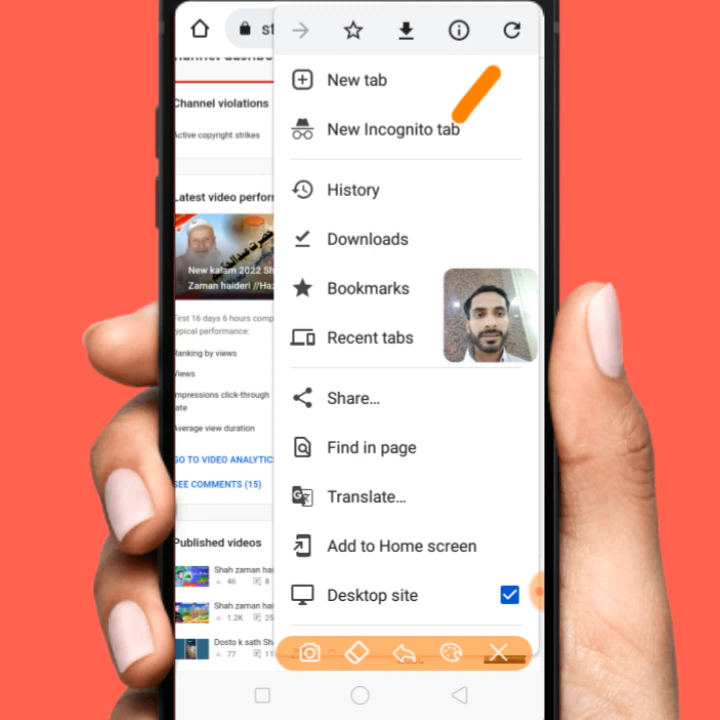 st
New tab
New Incognito tab
History
Downloads
Bookmarks
Recent tabs
Share...
Find in page
Translate...
Add to Home screen
Desktop site
Channel violations
Active copyright strikes
Latest video perfor
New kalam 2022 Sh
Zaman haideri //Haz
First 16 days 6 hours comp
typical performance:
Ranking by views
Views
Impressions click-through
rate
Average view duration
GO TO VIDEO ANALYTICS
SEE COMMENTS (15)
Published videos
Shah zaman hai
46 8
Shah zaman hai
1.2K 25
Dosto k sath Sh
77 11